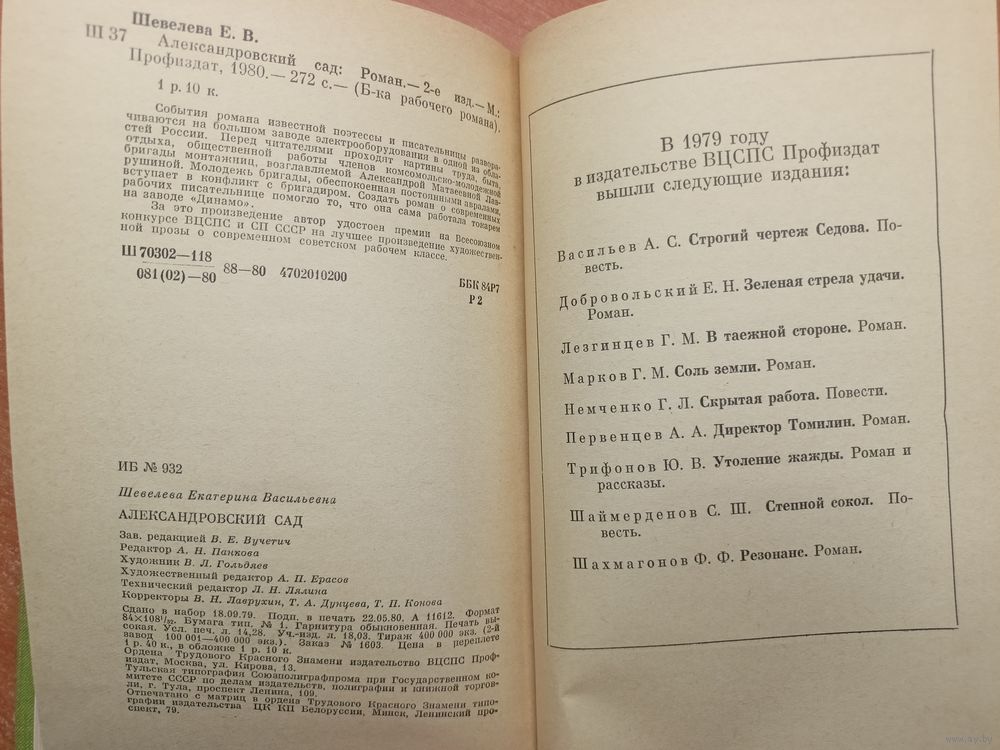 Шевелева Е. В.
Ш 37 Александровский сад: Роман.— 2-е изд.— М.:
Профиздат, 1980.— 272 с.— (Б-ка рабочего романа).
1 р. 10 к.
События романа известной поэтессы и писательницы развора-
чиваются на большом заводе электрооборудования в одной из обла-
стей России. Перед читателями проходят картины труда, быта,
отдыха, общественной работы членов комсомольско-молодежной
бригады монтажниц, возглавляемой Александрой Матвеевной Лав-
рушиной. Молодежь бригады, обеспокоенная постоянными авралами,
вступает в конфликт с бригадиром. Создать роман о современных
рабочих писательнице помогло то, что она сама работала токарем
на заводе «Динамо».
За это произведение автор удостоен премии на Всесоюзном
конкурсе ВЦСПС и СП СССР на лучшее произведение художествен-
ной прозы о современном советском рабочем классе.
Ш 70302—118
081(02)—80 88—80 4702010200
ББК 84Р7
Р2
ИБ № 932
Шевелева Екатерина Васильевна
АЛЕКСАНДРОВСКИЙ САД
Зав. редакцией В. Е. Вучетич
Редактор А. Н. Панкова
Художник В. Л. Гольдяев
Художественный редактор А. П. Ерасов
Технический редактор Л. Н. Лялина
Корректоры В. Н. Лаврухин, Т. А. Дунцева, Т. П. Конова
Сдано в набор 18.09.79. Подп. в печать 22.05.80. А 11612. Формат
84×108¹/₃₂. Бумага тип. № 1. Гарнитура обыкновенная. Печать вы-
сокая. Усл. печ. л. 14,28. Уч.-изд. л. 18,03. Тираж 400 000 экз. (2-й
завод 100 001—400 000 экз.). Заказ № 1603. Цена в переплете
1 р. 40 к., в обложке 1 р. 10 к.
Ордена Трудового Красного Знамени издательство ВЦСПС Проф-
издат, Москва, ул. Кирова, 13.
Тульская типография Союзполиграфпрома при Государственном ко-
митете СССР по делам издательств, полиграфии и книжной торгов-
ли, г. Тула, проспект Ленина, 109.
Отпечатано с матриц в ордена Трудового Красного Знамени типо-
графии издательства ЦК КП Белоруссии, Минск, Ленинский про-
спект, 79.
В 1979 году
в издательстве ВЦСПС Профиздат
вышли следующие издания:
Васильев А. С. Строгий чертеж Седова. По-
весть.
Добровольский Е. Н. Зеленая стрела удачи.
Роман.
Лезгинцев Г. М. В таежной стороне. Роман.
Марков Г. М. Соль земли. Роман.
Немченко Г. Л. Скрытая работа. Повести.
Первенцев А. А. Директор Томилин. Роман.
Трифонов Ю. В. Утоление жажды. Роман и
рассказы.
Шаймерденов С. Ш. Степной сокол. По-
весть.
Шахмагонов Ф. Ф. Резонанс. Роман.
www.ay.by